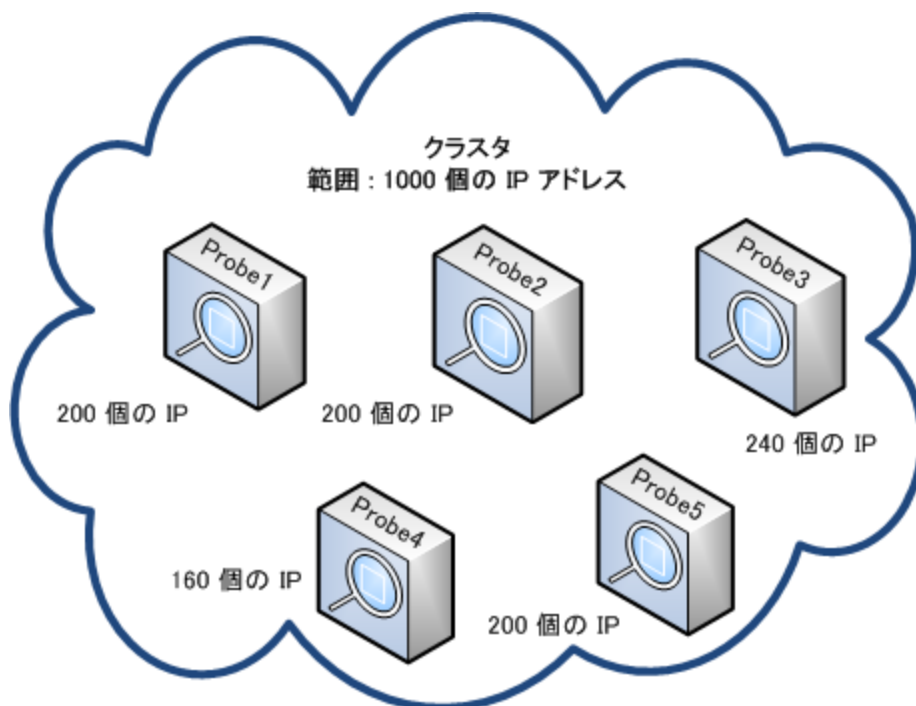 クラスタ
範囲 : 1000 個の IP アドレス
Probe1
Probe2
Probe3
200 個の IP
200 個の IP
240 個の IP
Probe4
Probe5
160 個の IP
200 個の IP